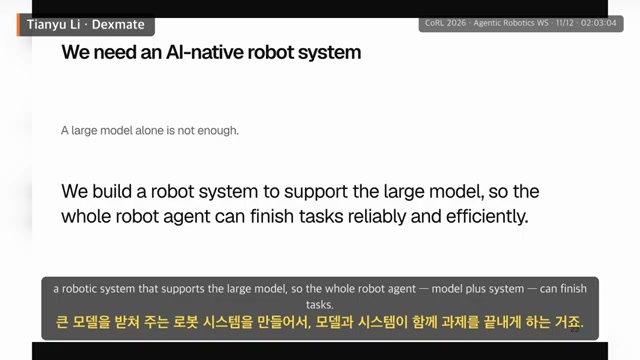 Tianyu Li · Dexmate
CoRL 2026 · Agentic Robotics WS · 11/12 · 02:03:04
We need an AI-native robot system
A large model alone is not enough.
We build a robot system to support the large model, so the
whole robot agent can finish tasks reliably and efficiently.
a robotic system that supports the large model, so the whole robot agent — model plus system — can finish
tasks.
큰 모델을 받쳐 주는 로봇 시스템을 만들어서, 모델과 시스템이 함께 과제를 끝내게 하는 거죠.